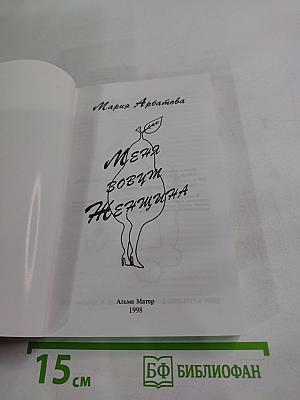 Мария Арбатова
Меня
зовут
Женщина
Альма Матер
1998
15 см
БФ БИБЛИОФАН